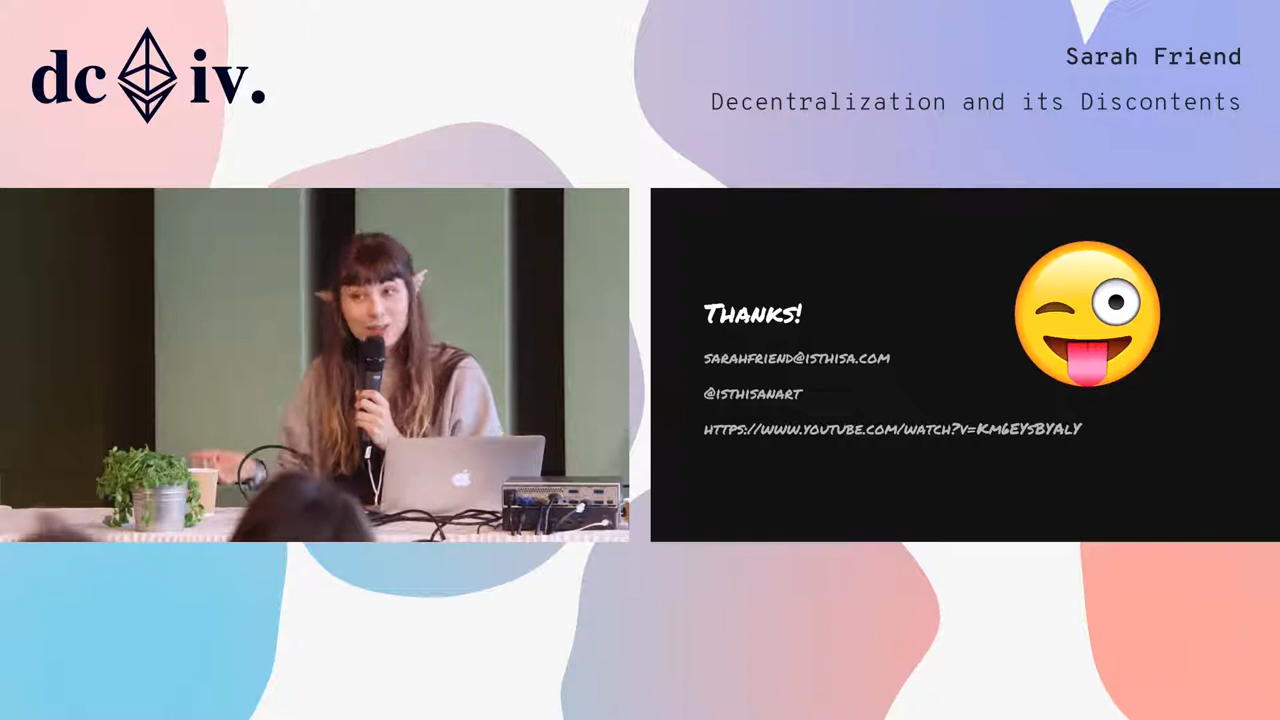 dc iv.
Sarah Friend
Decentralization and its Discontents
Thanks!
sarahfriend@isthisa.com
@isthisanart
https://www.youtube.com/watch?v=Km6EYsBYALY